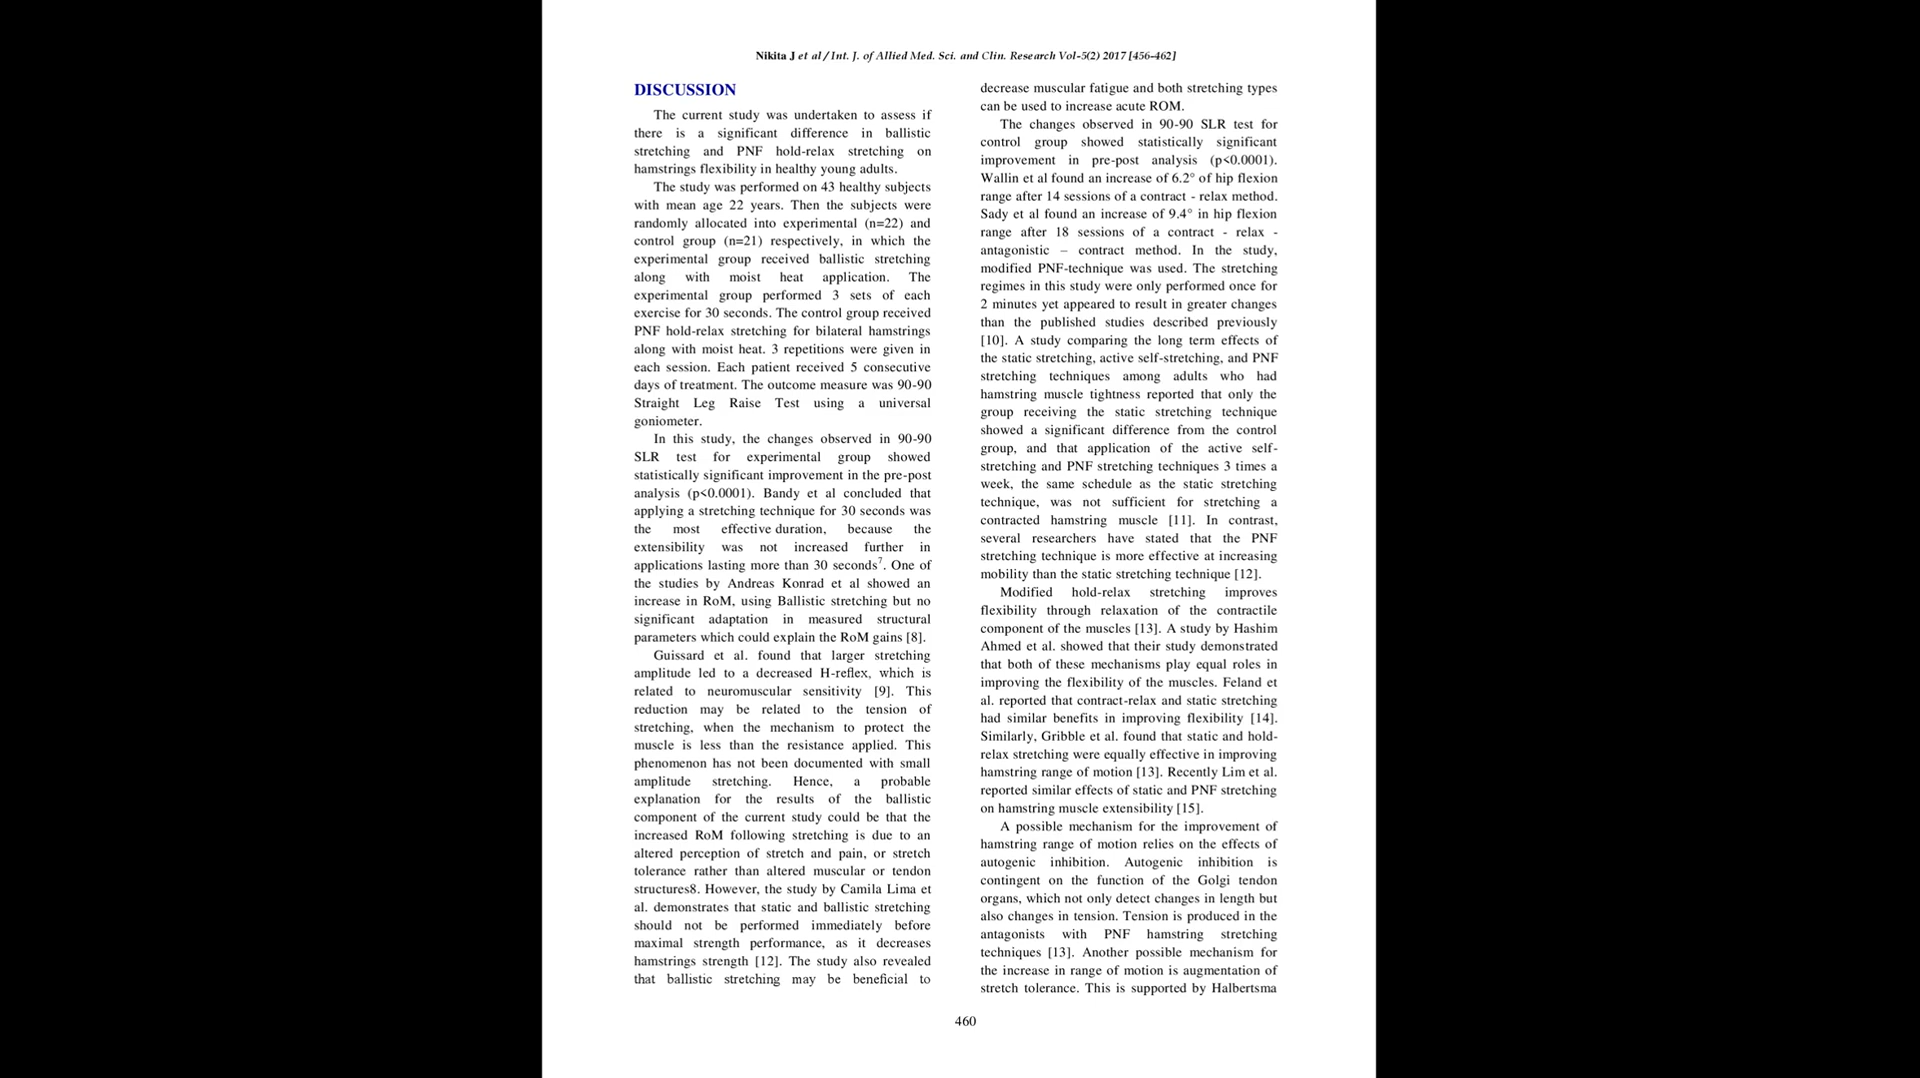 Nikita J et al / Int. J. of Allied Med. Sci. and Clin. Research Vol-5(2) 2017 [456-462]
DISCUSSION
The current study was undertaken to assess if
there is a significant difference in ballistic
stretching and PNF hold-relax stretching on
hamstrings flexibility in healthy young adults.
The study was performed on 43 healthy subjects
with mean age 22 years. Then the subjects were
randomly allocated into experimental (n=22) and
control group (n=21) respectively, in which the
experimental group received ballistic stretching
along with moist heat application. The
experimental group performed 3 sets of each
exercise for 30 seconds. The control group received
PNF hold-relax stretching for bilateral hamstrings
along with moist heat. 3 repetitions were given in
each session. Each patient received 5 consecutive
days of treatment. The outcome measure was 90-90
Straight Leg Raise Test using a universal
goniometer.
In this study, the changes observed in 90-90
SLR test for experimental group showed
statistically significant improvement in the pre-post
analysis (p<0.0001). Bandy et al concluded that
applying a stretching technique for 30 seconds was
the most effective duration, because the
extensibility was not increased further in
applications lasting more than 30 seconds7. One of
the studies by Andreas Konrad et al showed an
increase in RoM, using Ballistic stretching but no
significant adaptation in measured structural
parameters which could explain the RoM gains [8].
Guissard et al. found that larger stretching
amplitude led to a decreased H-reflex, which is
related to neuromuscular sensitivity [9]. This
reduction may be related to the tension of
stretching, when the mechanism to protect the
muscle is less than the resistance applied. This
phenomenon has not been documented with small
amplitude stretching. Hence, a probable
explanation for the results of the ballistic
component of the current study could be that the
increased RoM following stretching is due to an
altered perception of stretch and pain, or stretch
tolerance rather than altered muscular or tendon
structures8. However, the study by Camila Lima et
al. demonstrates that static and ballistic stretching
should not be performed immediately before
maximal strength performance, as it decreases
hamstrings strength [12]. The study also revealed
that ballistic stretching may be beneficial to
decrease muscular fatigue and both stretching types
can be used to increase acute ROM.
The changes observed in 90-90 SLR test for
control group showed statistically significant
improvement in pre-post analysis (p<0.0001).
Wallin et al found an increase of 6.2° of hip flexion
range after 14 sessions of a contract - relax method.
Sady et al found an increase of 9.4° in hip flexion
range after 18 sessions of a contract - relax -
antagonistic – contract method. In the study,
modified PNF-technique was used. The stretching
regimes in this study were only performed once for
2 minutes yet appeared to result in greater changes
than the published studies described previously
[10]. A study comparing the long term effects of
the static stretching, active self-stretching, and PNF
stretching techniques among adults who had
hamstring muscle tightness reported that only the
group receiving the static stretching technique
showed a significant difference from the control
group, and that application of the active self-
stretching and PNF stretching techniques 3 times a
week, the same schedule as the static stretching
technique, was not sufficient for stretching a
contracted hamstring muscle [11]. In contrast,
several researchers have stated that the PNF
stretching technique is more effective at increasing
mobility than the static stretching technique [12].
Modified hold-relax stretching improves
flexibility through relaxation of the contractile
component of the muscles [13]. A study by Hashim
Ahmed et al. showed that their study demonstrated
that both of these mechanisms play equal roles in
improving the flexibility of the muscles. Feland et
al. reported that contract-relax and static stretching
had similar benefits in improving flexibility [14].
Similarly, Gribble et al. found that static and hold-
relax stretching were equally effective in improving
hamstring range of motion [13]. Recently Lim et al.
reported similar effects of static and PNF stretching
on hamstring muscle extensibility [15].
A possible mechanism for the improvement of
hamstring range of motion relies on the effects of
autogenic inhibition. Autogenic inhibition is
contingent on the function of the Golgi tendon
organs, which not only detect changes in length but
also changes in tension. Tension is produced in the
antagonists with PNF hamstring stretching
techniques [13]. Another possible mechanism for
the increase in range of motion is augmentation of
stretch tolerance. This is supported by Halbertsma
460